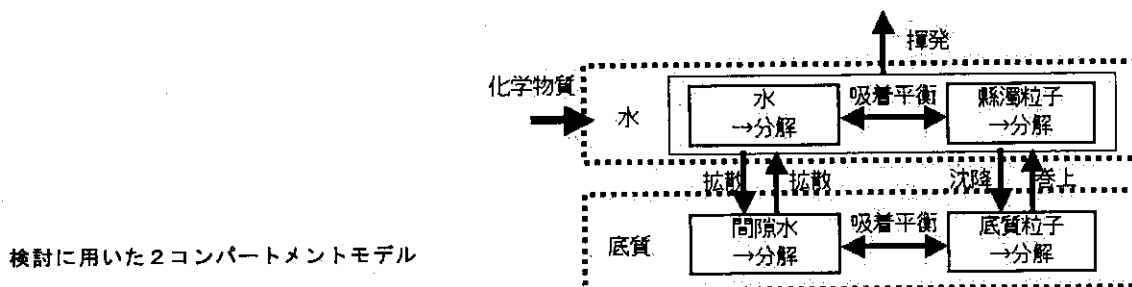 揮発
化学物質
水
水
→分解
吸着平衡
懸濁粒子
→分解
拡散
拡散
沈降
巻上
底質
間隙水
→分解
吸着平衡
底質粒子
→分解
検討に用いた2コンパートメントモデル